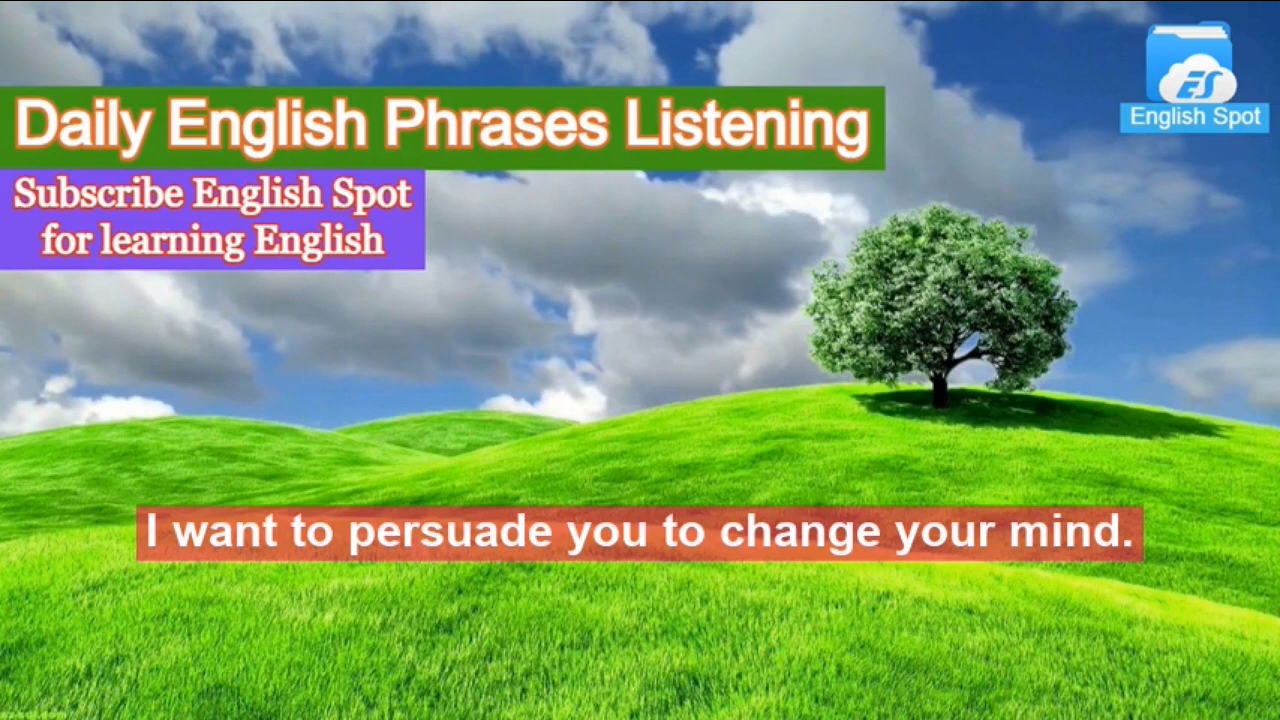 Daily English Phrases Listening
Subscribe English Spot
for learning English
ES
English Spot
I want to persuade you to change your mind.